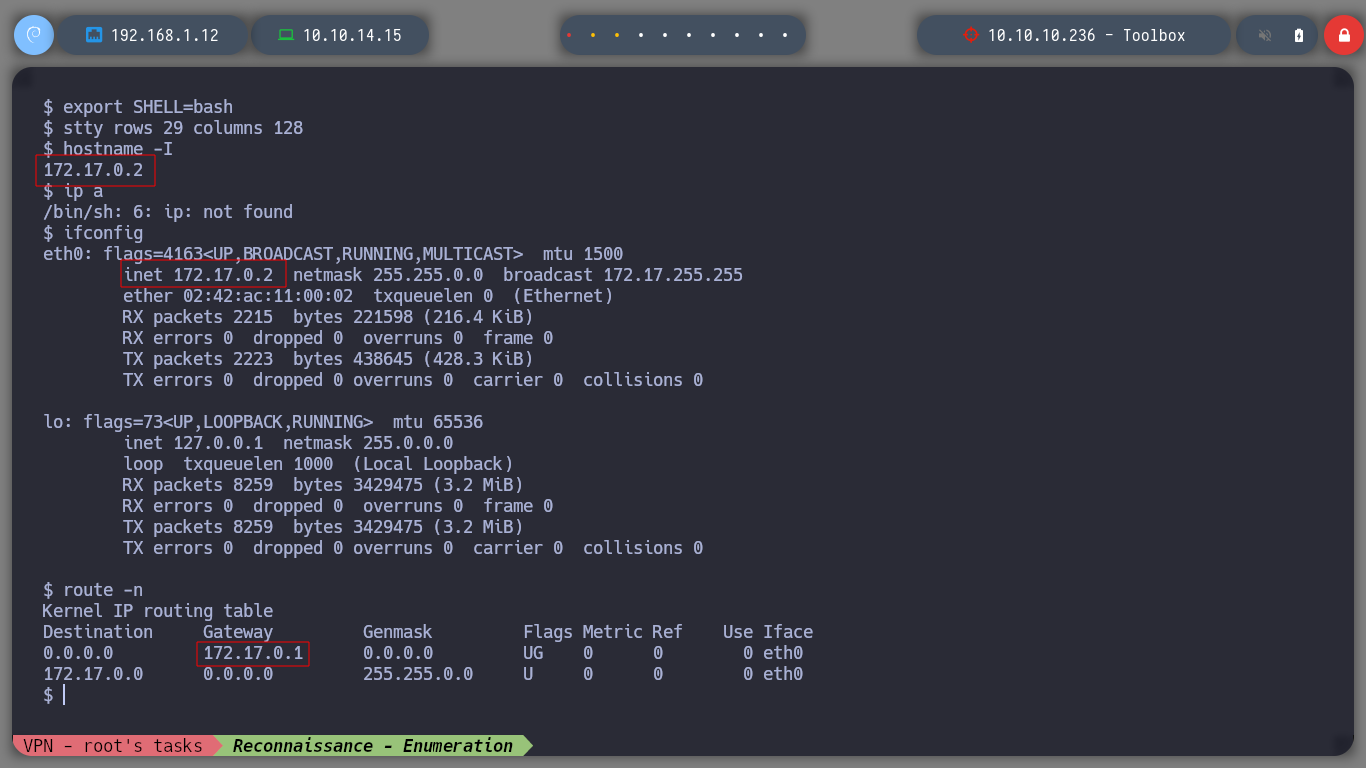 192.168.1.12 10.10.14.15 10.10.10.236 - Toolbox
$ export SHELL=bash
$ stty rows 29 columns 128
$ hostname -I
172.17.0.2
$ ip a
/bin/sh: 6: ip: not found
$ ifconfig
eth0: flags=4163<UP,BROADCAST,RUNNING,MULTICAST>  mtu 1500
        inet 172.17.0.2  netmask 255.255.0.0  broadcast 172.17.255.255
        ether 02:42:ac:11:00:02  txqueuelen 0  (Ethernet)
        RX packets 2215  bytes 221598 (216.4 KiB)
        RX errors 0  dropped 0  overruns 0  frame 0
        TX packets 2223  bytes 438645 (428.3 KiB)
        TX errors 0  dropped 0 overruns 0  carrier 0  collisions 0
lo: flags=73<UP,LOOPBACK,RUNNING>  mtu 65536
        inet 127.0.0.1  netmask 255.0.0.0
        loop  txqueuelen 1000  (Local Loopback)
        RX packets 8259  bytes 3429475 (3.2 MiB)
        RX errors 0  dropped 0  overruns 0  frame 0
        TX packets 8259  bytes 3429475 (3.2 MiB)
        TX errors 0  dropped 0 overruns 0  carrier 0  collisions 0
$ route -n
Kernel IP routing table
Destination     Gateway         Genmask         Flags Metric Ref    Use Iface
0.0.0.0         172.17.0.1      0.0.0.0         UG    0      0        0 eth0
172.17.0.0      0.0.0.0         255.255.0.0     U     0      0        0 eth0
$
VPN - root's tasks Reconnaissance - Enumeration